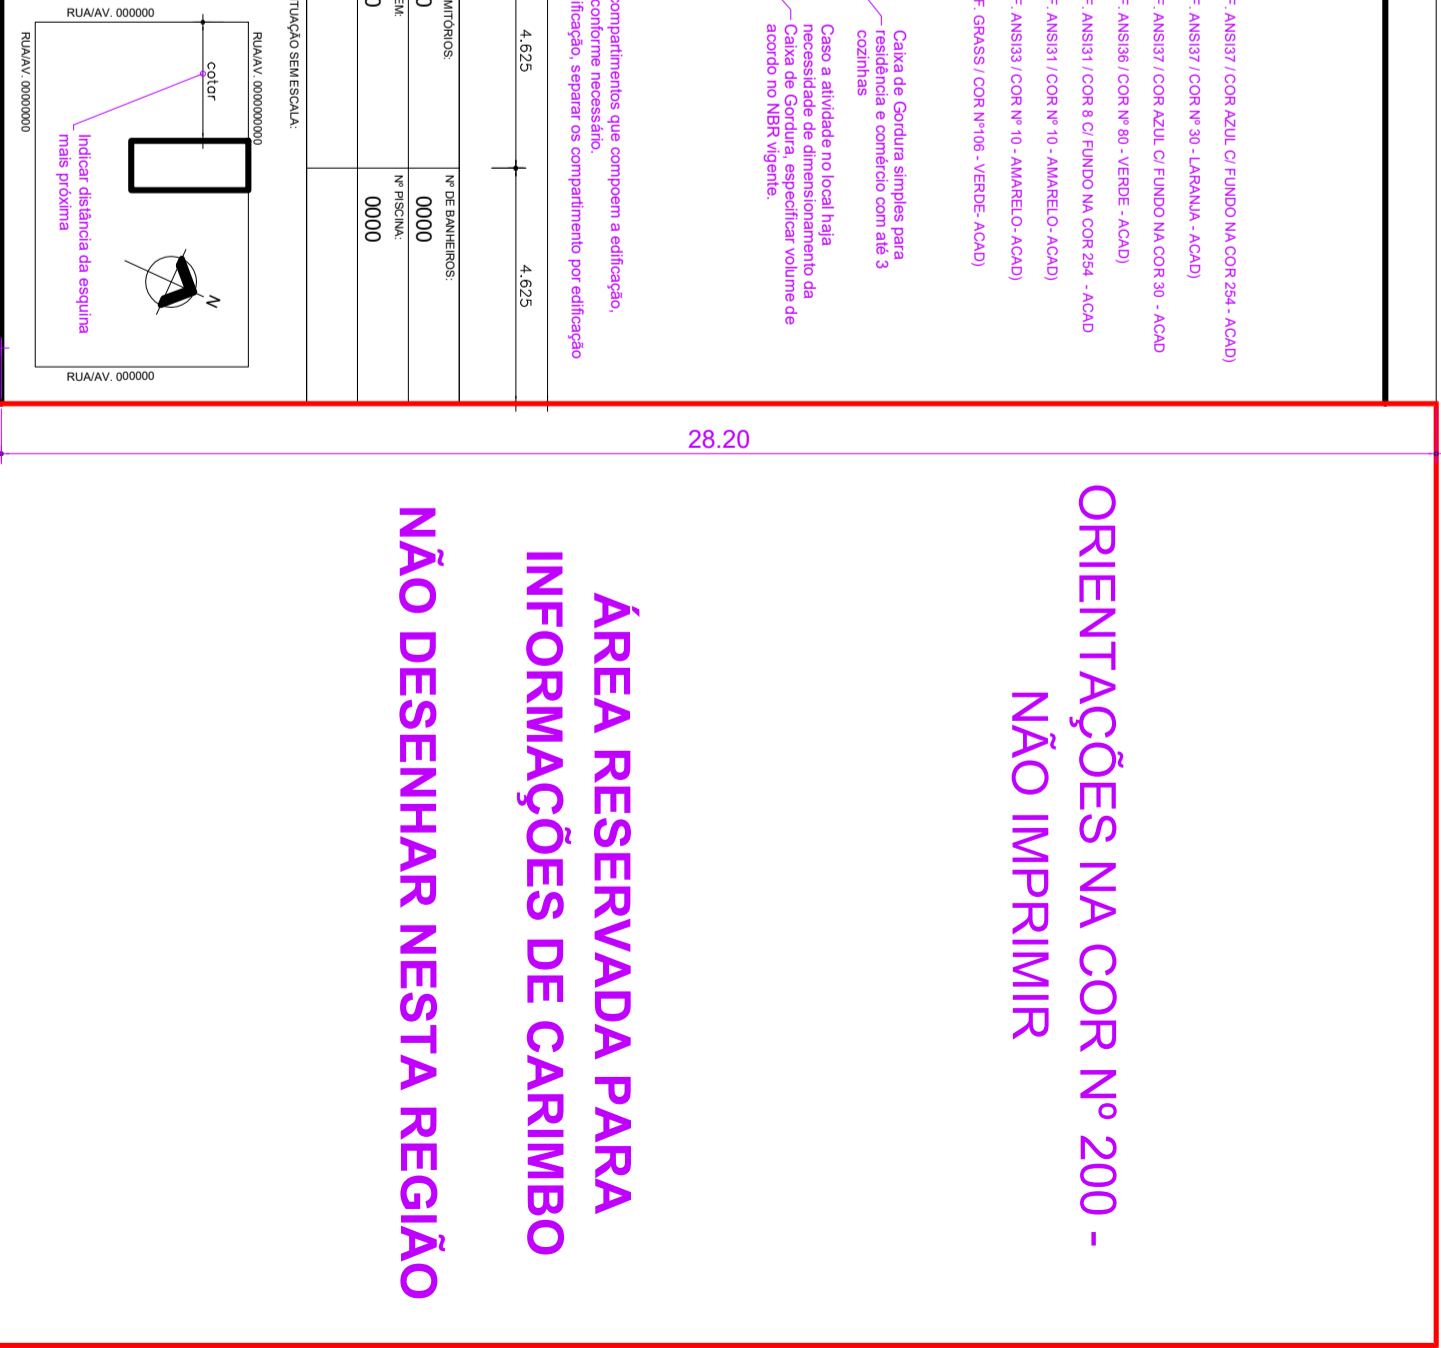 ORIENTAÇÕES NA COR Nº 200 -
NÃO IMPRIMIR
ÁREA RESERVADA PARA
INFORMAÇÕES DE CARIMBO
NÃO DESENHAR NESTA REGIÃO
28.20
F. ANSI37 / COR AZUL C/ FUNDO NA COR 254 - ACAD)
F. ANSI37 / COR Nº 30 - LARANJA - ACAD)
F. ANSI37 / COR AZUL C/ FUNDO NA COR 30 - ACAD
F. ANSI36 / COR Nº 80 - VERDE - ACAD)
F. ANSI31 / COR 8 C/ FUNDO NA COR 254 - ACAD
F. ANSI31 / COR Nº 10 - AMARELO- ACAD)
F. ANSI33 / COR Nº 10 - AMARELO- ACAD)
F. GRASS / COR Nº106 - VERDE- ACAD)
Caixa de Gordura simples para
residência e comércio com até 3
cozinhas
Caso a atividade no local haja
necessidade de dimensionamento da
Caixa de Gordura, especificar volume de
acordo no NBR vigente.
compartimentos que compoem a edificação,
conforme necessário.
ificação, separar os compartimento por edificação
4.625
4.625
MITÓRIOS:
Nº DE BANHEIROS:
0
0000
EM:
Nº PISCINA:
0
0000
TUAÇÃO SEM ESCALA:
RUA/AV. 0000000000
RUA/AV. 000000
cotar
N
Indicar distância da esquina
mais próxima
RUA/AV. 000000
RUA/AV. 00000000